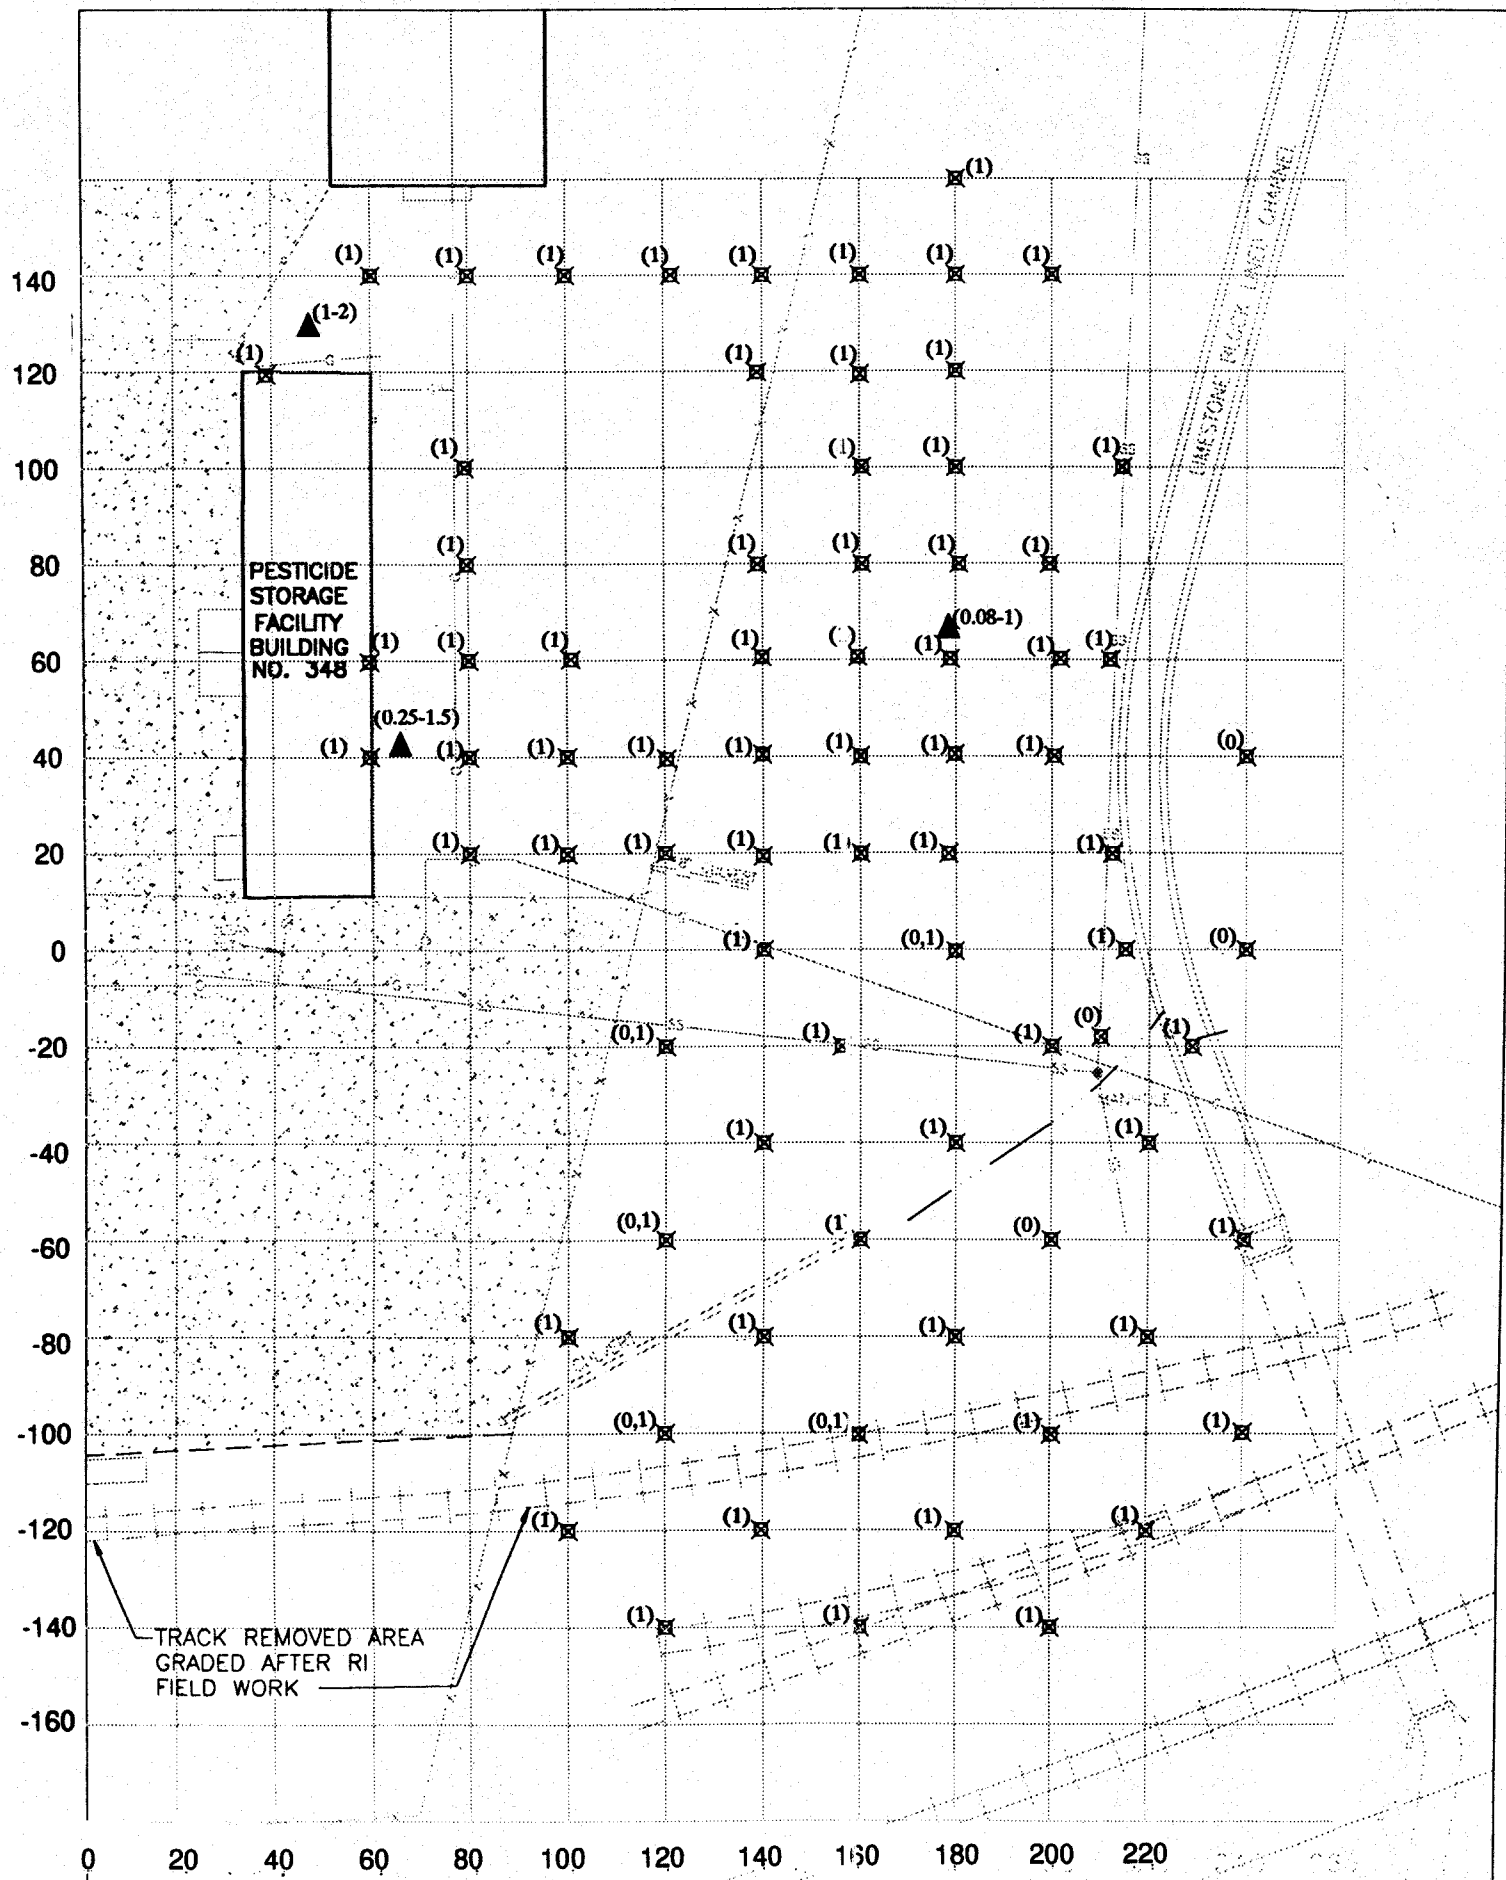 (1)
(1) (1) (1) (1) (1) (1) (1) (1)
140
(1-2)
(1) (1) (1) (1)
120
(1) (1) (1)
100
LIMESTONE BLOCK LINED CHANNEL
(1) (1) (1) (1) (1)
80
PESTICIDE
STORAGE
FACILITY
BUILDING
NO. 348
(0.08-1)
(1) (1) (1) (1) (1) (1) (1)
60
(0.25-1.5)
(1) (1) (1) (1) (1) (1) (1) (1) (0)
40
(1) (1) (1) (1) (1) (1) (1)
20
(1) (0,1) (1) (0)
0
(0)
(0,1) (1) (1) (1)
-20
(1) (1) (1)
-40
(0,1) (1) (0) (1)
-60
(1) (1) (1) (1)
-80
(0,1) (0,1) (1) (1)
-100
(1) (1) (1) (1)
-120
(1) (1) (1)
-140
TRACK REMOVED AREA
GRADED AFTER RI
FIELD WORK
-160
0 20 40 60 80 100 120 140 160 180 200 220